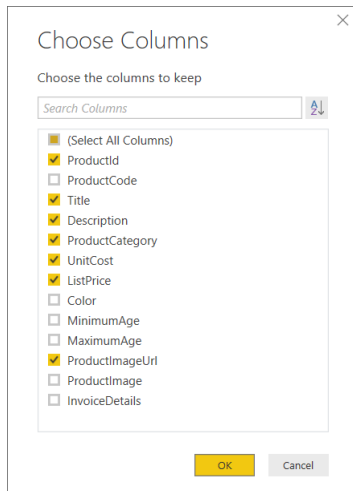 Choose Columns
Choose the columns to keep
Search Columns
(Select All Columns)
ProductId
ProductCode
Title
Description
ProductCategory
UnitCost
ListPrice
Color
MinimumAge
MaximumAge
ProductImageUrl
ProductImage
InvoiceDetails
OK Cancel